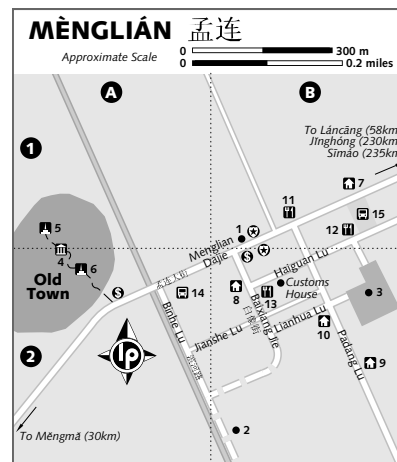 MÈNGLIÁN 孟连
Approximate Scale
0 300 m
0 0.2 miles
A B
1
To Láncāng (58km)
Jǐnghóng (230km)
Sīmáo (235km)
7
11
15
12
5
1
4
Menglian
Dajie
Old
Town
6
Haiguan Lu
Customs
House
14
8
13
3
Binhe Lu
Baixiang Jie
Jianshe Lu
Lianhua Lu
10
Padang Lu
2
lp
9
2
To Měngmǎ (30km)